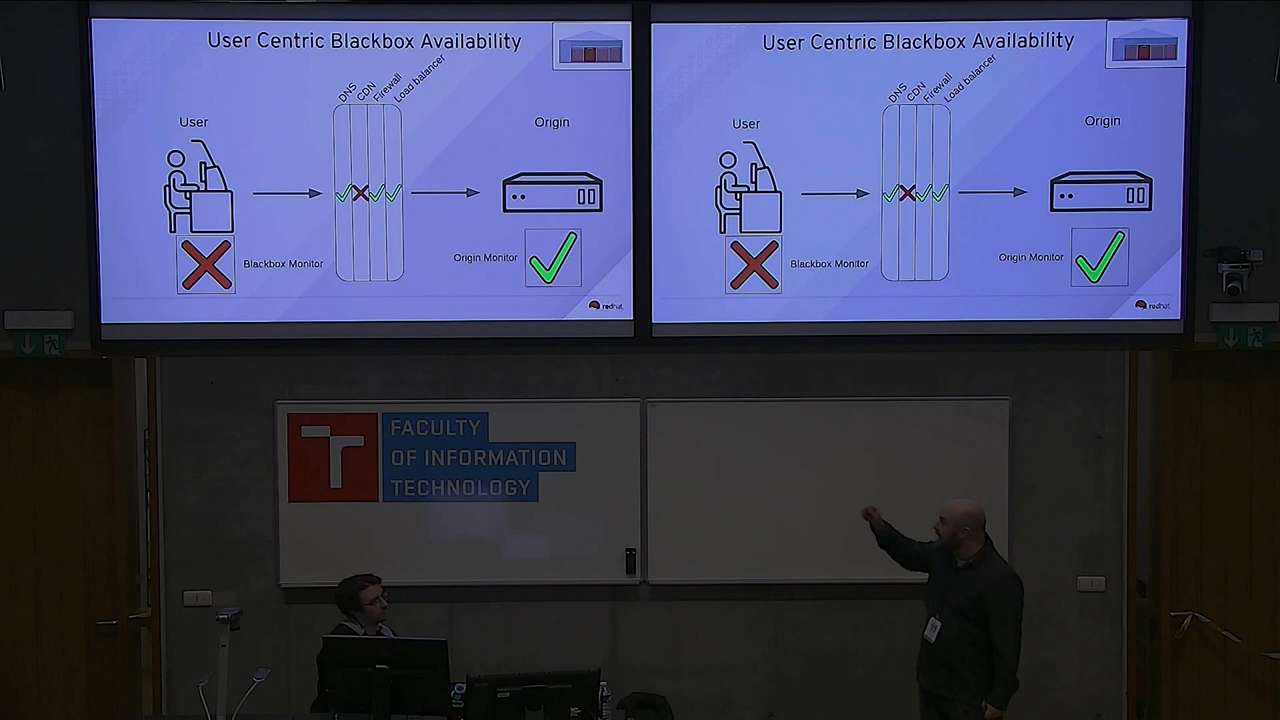 User Centric Blackbox Availability
DNS
CDN
Firewall
Load balancer
User
Origin
Blackbox Monitor
Origin Monitor
redhat.
User Centric Blackbox Availability
DNS
CDN
Firewall
Load balancer
User
Origin
Blackbox Monitor
Origin Monitor
redhat.
T
FACULTY
OF INFORMATION
TECHNOLOGY